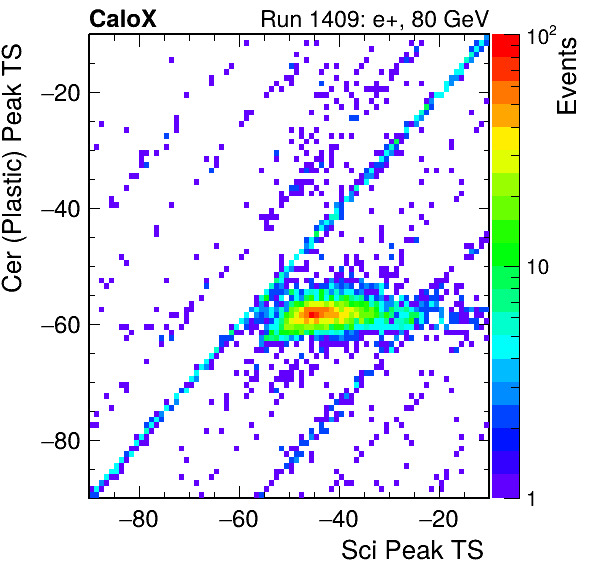 CaloX Run 1409: e+, 80 GeV
Cer (Plastic) Peak TS
−20
−40
−60
−80
−80 −60 −40 −20
Sci Peak TS
10²
10
1
Events